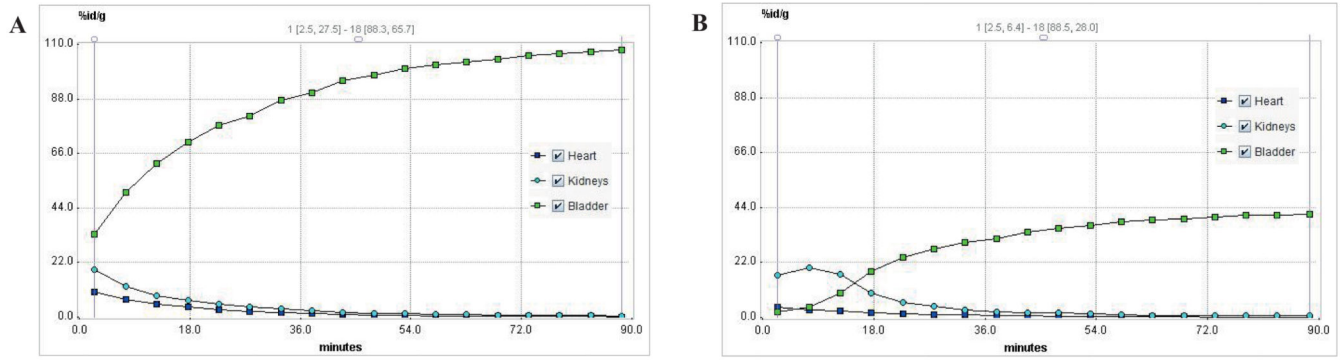 A
%id/g
1 [2.5, 27.5] - 18 [88.3, 65.7]
110.0
88.0
66.0
44.0
22.0
0.0
Heart
Kidneys
Bladder
0.0 18.0 36.0 54.0 72.0 90.0
minutes
B
%id/g
1 [2.5, 6.4] - 18 [88.5, 28.0]
110.0
88.0
66.0
44.0
22.0
0.0
Heart
Kidneys
Bladder
0.0 18.0 36.0 54.0 72.0 90.0
minutes